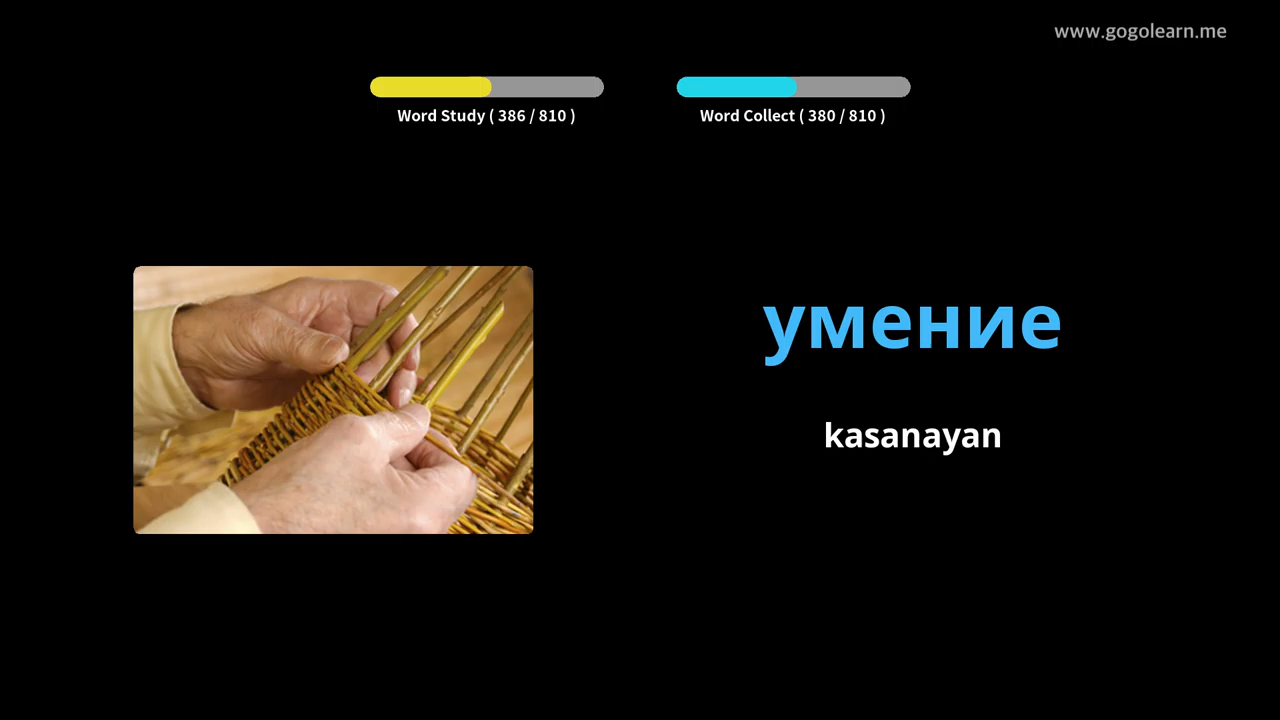 www.gogolearn.me
Word Study ( 386 / 810 )
Word Collect ( 380 / 810 )
умение
kasanayan